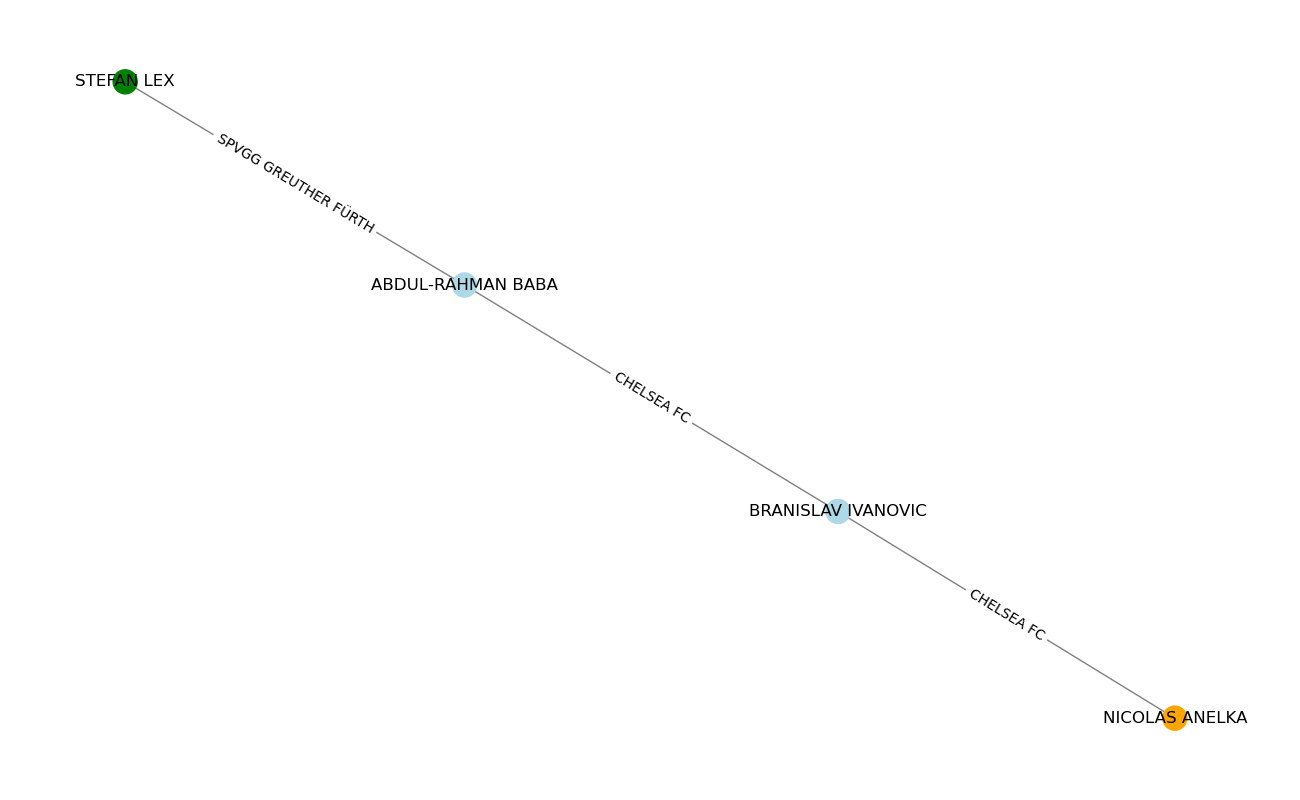 STEFAN LEX
SPVGG GREUTHER FÜRTH
ABDUL-RAHMAN BABA
CHELSEA FC
BRANISLAV IVANOVIC
CHELSEA FC
NICOLAS ANELKA